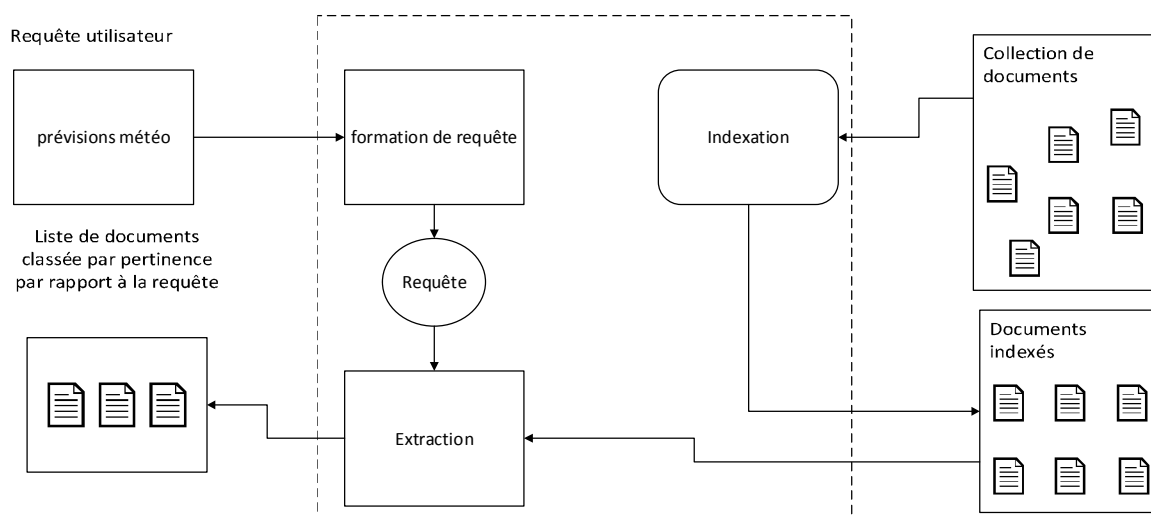 Requête utilisateur
prévisions météo
formation de requête
Indexation
Collection de
documents
Liste de documents
classée par pertinence
par rapport à la requête
Requête
Documents
indexés
Extraction